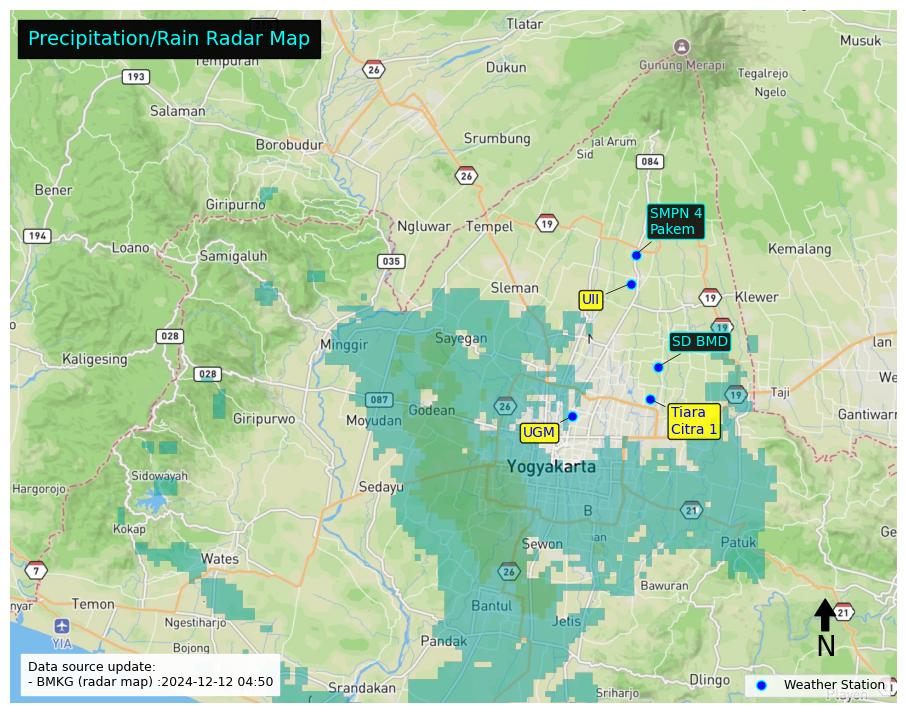 Precipitation/Rain Radar Map
Tlatar
Musuk
26
193
Dukun
Gunung Merapi
Tegalrejo
Ngelo
Salaman
Srumbung
jal Arum
Sid
Borobudur
084
26
Bener
Giripurno
SMPN 4
Pakem
194
Ngluwar
Tempel
19
Loano
Samigaluh
035
Kemalang
Sleman
UII
19
Klewer
19
028
Minggir
Sayegan
N
SD BMD
lan
Kaligesing
028
We
087
26
19
Taji
Giripurwo
Moyudan
Godean
UGM
Tiara
Citra 1
Gantiwarn
Yogyakarta
Hargorojo
Sidowayah
Sedayu
21
B
Kokap
Sewon
nan
Patuk
Ge
Wates
7
26
Bawuran
nyar
Temon
Bantul
21
Ngestiharjo
Jetis
YIA
Pandak
N
Bojong
Data source update:
- BMKG (radar map) :2024-12-12 04:50
Srandakan
Sriharjo
Dlingo
Weather Station
Playen